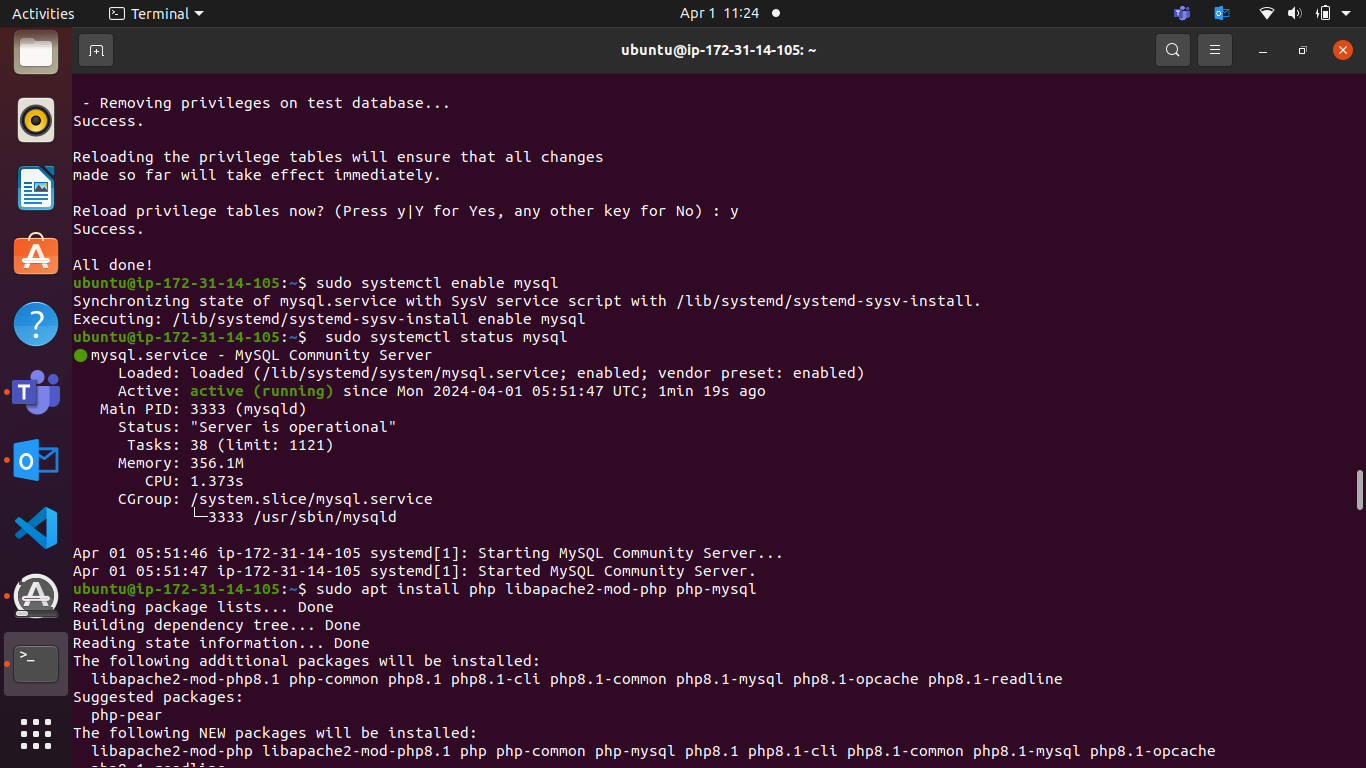 Activities
Terminal
Apr 1 11:24
ubuntu@ip-172-31-14-105: ~
- Removing privileges on test database...
Success.
Reloading the privilege tables will ensure that all changes
made so far will take effect immediately.
Reload privilege tables now? (Press y|Y for Yes, any other key for No) : y
Success.
All done!
ubuntu@ip-172-31-14-105:~$ sudo systemctl enable mysql
Synchronizing state of mysql.service with SysV service script with /lib/systemd/systemd-sysv-install.
Executing: /lib/systemd/systemd-sysv-install enable mysql
ubuntu@ip-172-31-14-105:~$  sudo systemctl status mysql
● mysql.service - MySQL Community Server
Loaded: loaded (/lib/systemd/system/mysql.service; enabled; vendor preset: enabled)
Active: active (running) since Mon 2024-04-01 05:51:47 UTC; 1min 19s ago
Main PID: 3333 (mysqld)
Status: "Server is operational"
Tasks: 38 (limit: 1121)
Memory: 356.1M
CPU: 1.373s
CGroup: /system.slice/mysql.service
└─3333 /usr/sbin/mysqld
Apr 01 05:51:46 ip-172-31-14-105 systemd[1]: Starting MySQL Community Server...
Apr 01 05:51:47 ip-172-31-14-105 systemd[1]: Started MySQL Community Server.
ubuntu@ip-172-31-14-105:~$ sudo apt install php libapache2-mod-php php-mysql
Reading package lists... Done
Building dependency tree... Done
Reading state information... Done
The following additional packages will be installed:
libapache2-mod-php8.1 php-common php8.1 php8.1-cli php8.1-common php8.1-mysql php8.1-opcache php8.1-readline
Suggested packages:
php-pear
The following NEW packages will be installed:
libapache2-mod-php libapache2-mod-php8.1 php php-common php-mysql php8.1 php8.1-cli php8.1-common php8.1-mysql php8.1-opcache